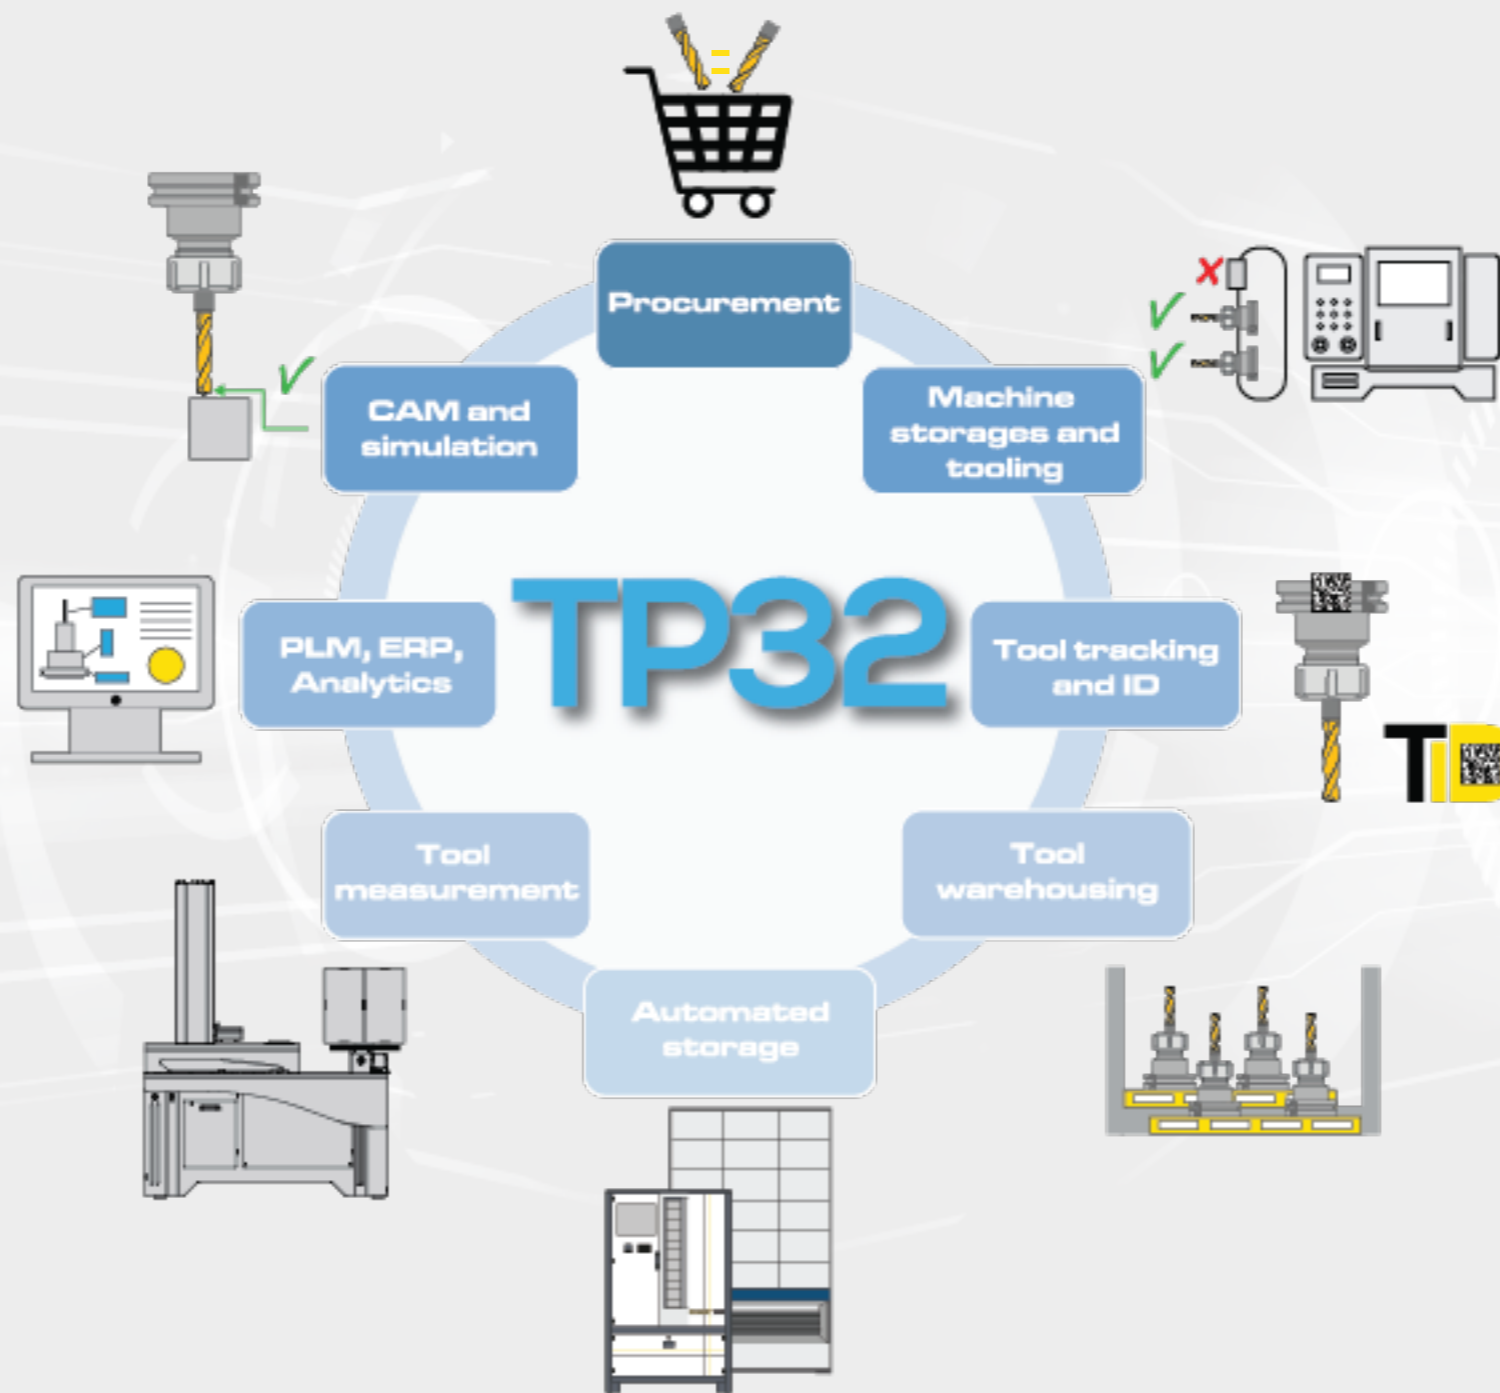 Procurement
CAM and
simulation
Machine
storages and
tooling
PLM, ERP,
Analytics
TP32
Tool tracking
and ID
TID
Tool
measurement
Tool
warehousing
Automated
storage